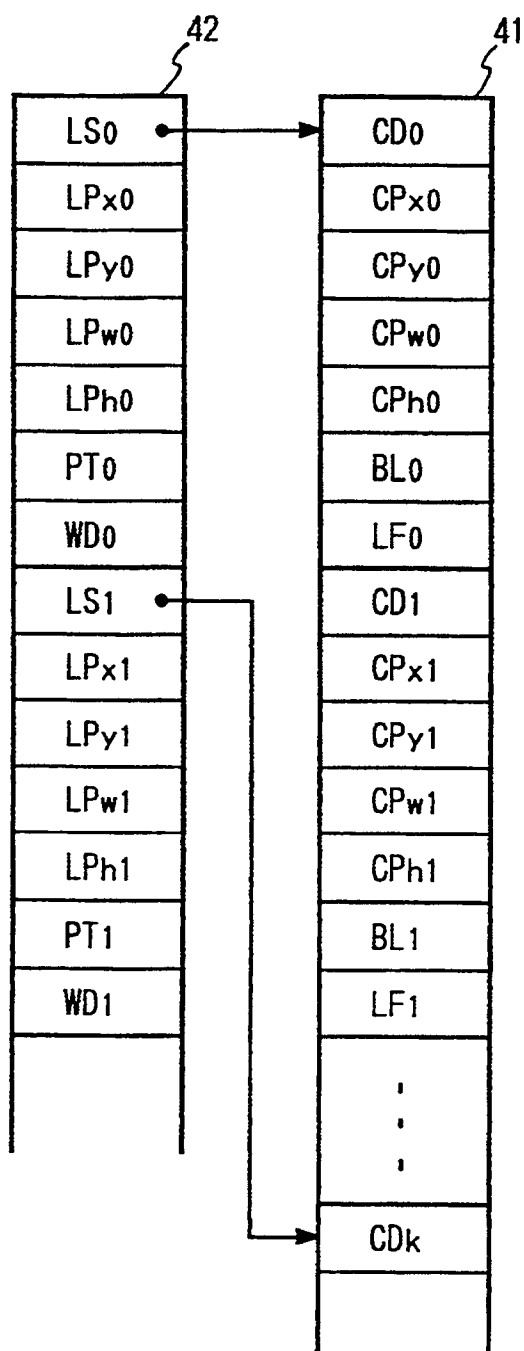 42
LS0
LPx0
LPy0
LPw0
LPh0
PT0
WD0
LS1
LPx1
LPy1
LPw1
LPh1
PT1
WD1
41
CD0
CPx0
CPy0
CPw0
CPh0
BL0
LF0
CD1
CPx1
CPy1
CPw1
CPh1
BL1
LF1
CDk